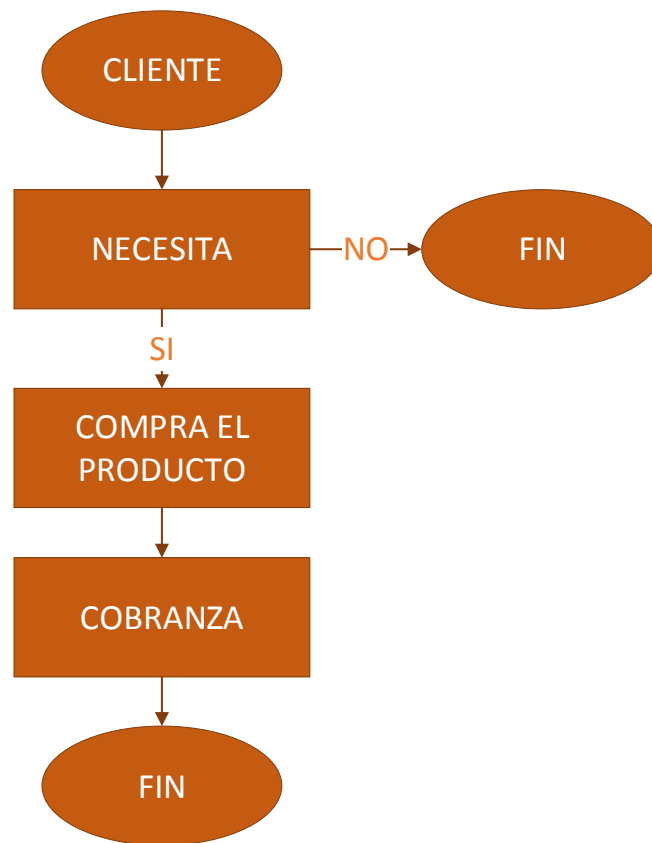 CLIENTE
NECESITA
NO
FIN
SI
COMPRA EL
PRODUCTO
COBRANZA
FIN